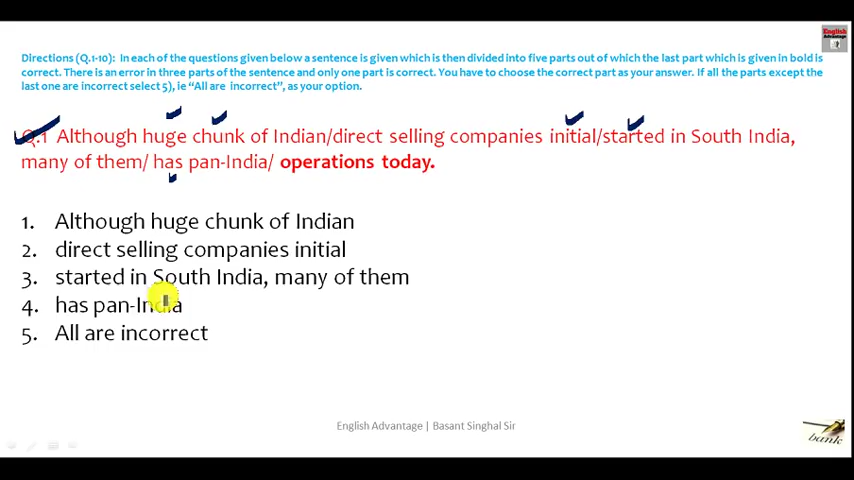 English
Advantage
Directions (Q.1-10): In each of the questions given below a sentence is given which is then divided into five parts out of which the last part which is given in bold is
correct. There is an error in three parts of the sentence and only one part is correct. You have to choose the correct part as your answer. If all the parts except the
last one are incorrect select 5), ie “All are incorrect”, as your option.
Q.1 Although huge chunk of Indian/direct selling companies initial/started in South India,
many of them/ has pan-India/ operations today.
1. Although huge chunk of Indian
2. direct selling companies initial
3. started in South India, many of them
4. has pan-India
5. All are incorrect
English Advantage | Basant Singhal Sir
bank